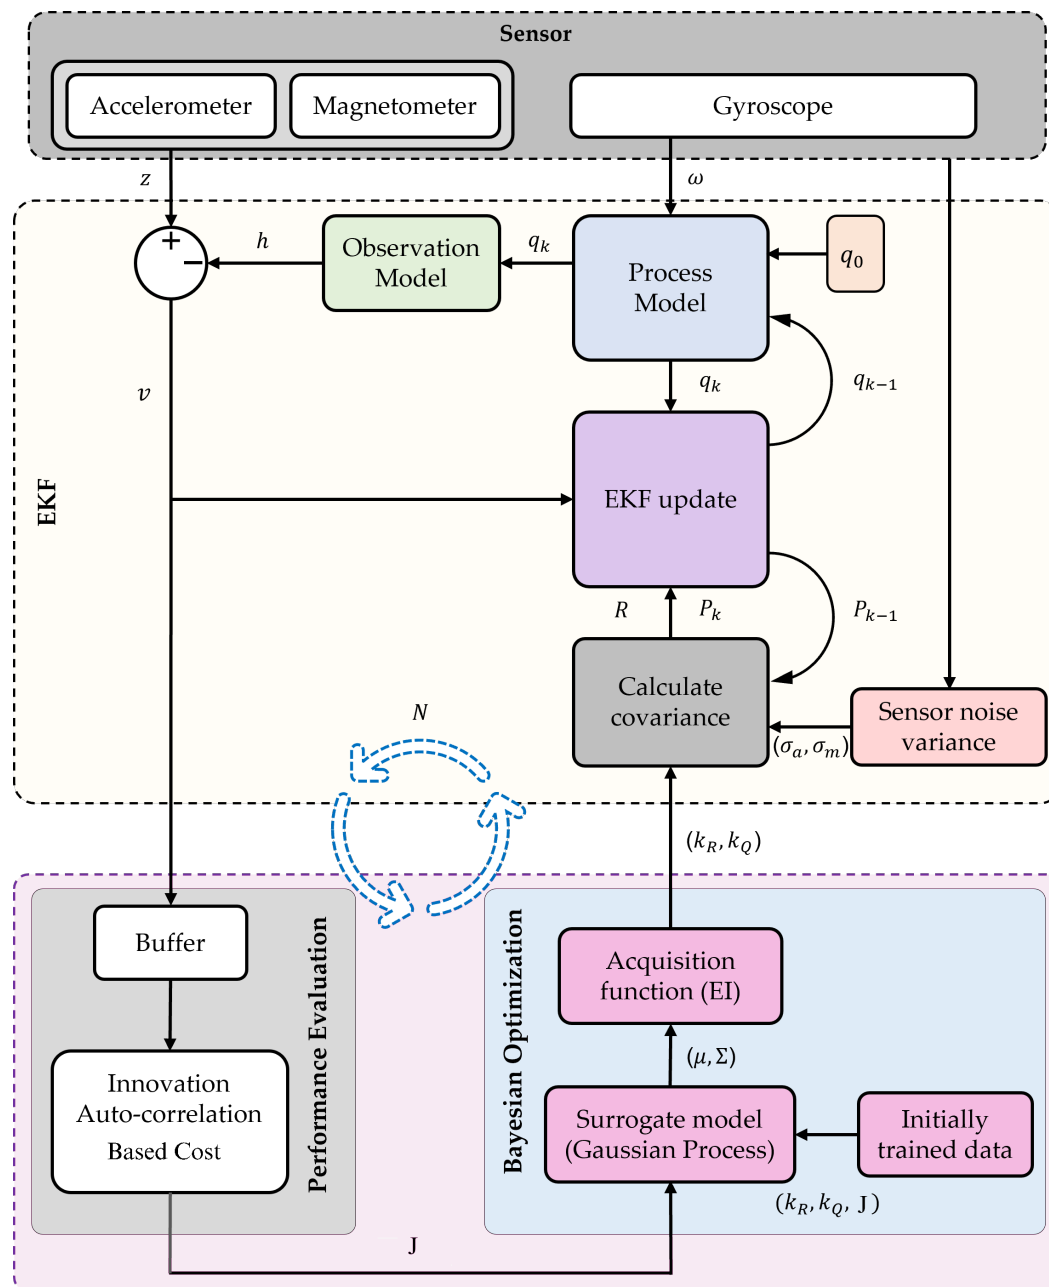 Sensor
Accelerometer
Magnetometer
Gyroscope
z
ω
+
−
h
Observation
Model
q_k
Process
Model
q_0
v
q_k
q_{k−1}
EKF
EKF update
R
P_k
P_{k−1}
Calculate
covariance
(σ_a, σ_m)
Sensor noise
variance
N
(k_R, k_Q)
Buffer
Innovation
Auto-correlation
Based Cost
Performance Evaluation
Bayesian Optimization
Acquisition
function (EI)
(μ, Σ)
Surrogate model
(Gaussian Process)
Initially
trained data
(k_R, k_Q, J)
J